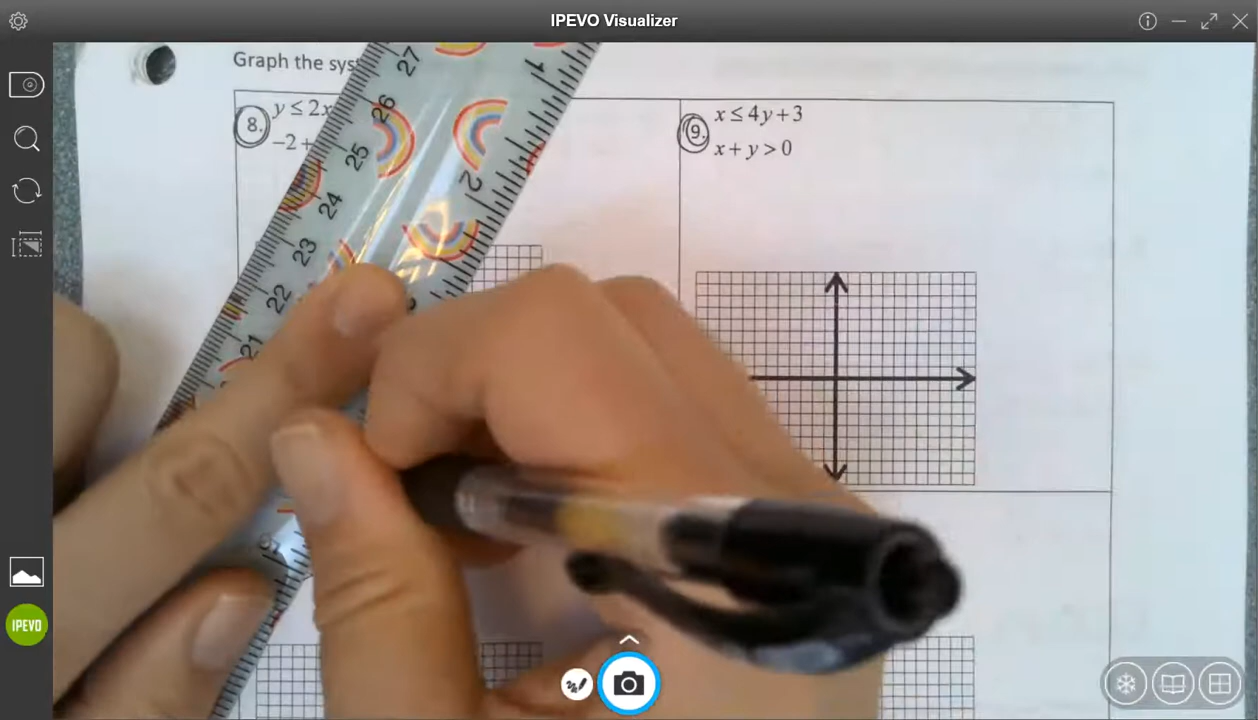 IPEVO Visualizer
Graph the
8. y ≤ 2x
-2 +
9. x ≤ 4y + 3
x + y > 0
27
26
25
24
23
22
21
1
2
IPEVO